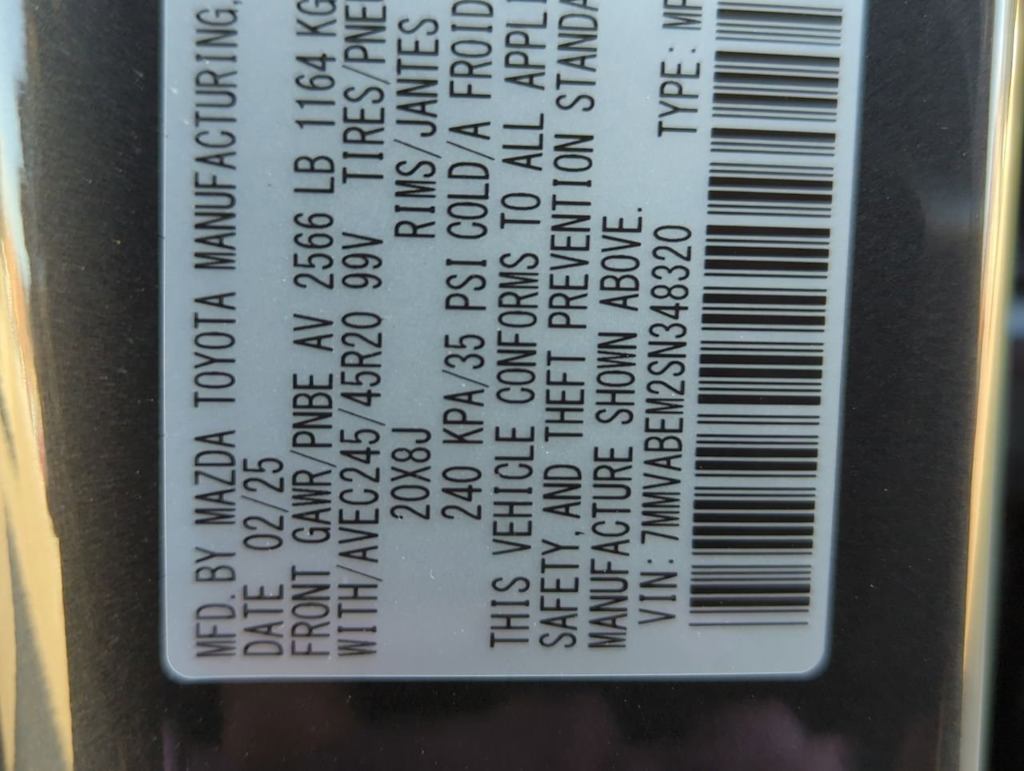 MFD.BY MAZDA TOYOTA MANUFACTURING,
DATE 02/25
FRONT GAWR/PNBE AV 2566 LB 1164 KG
WITH/AVEC245/45R20 99V TIRES/PNE
20X8J RIMS/JANTES
240 KPA/35 PSI COLD/A FROID
THIS VEHICLE CONFORMS TO ALL APPLI
SAFETY,AND THEFT PREVENTION STANDA
MANUFACTURE SHOWN ABOVE.
VIN: 7MMVABEM2SN348320 TYPE: MP